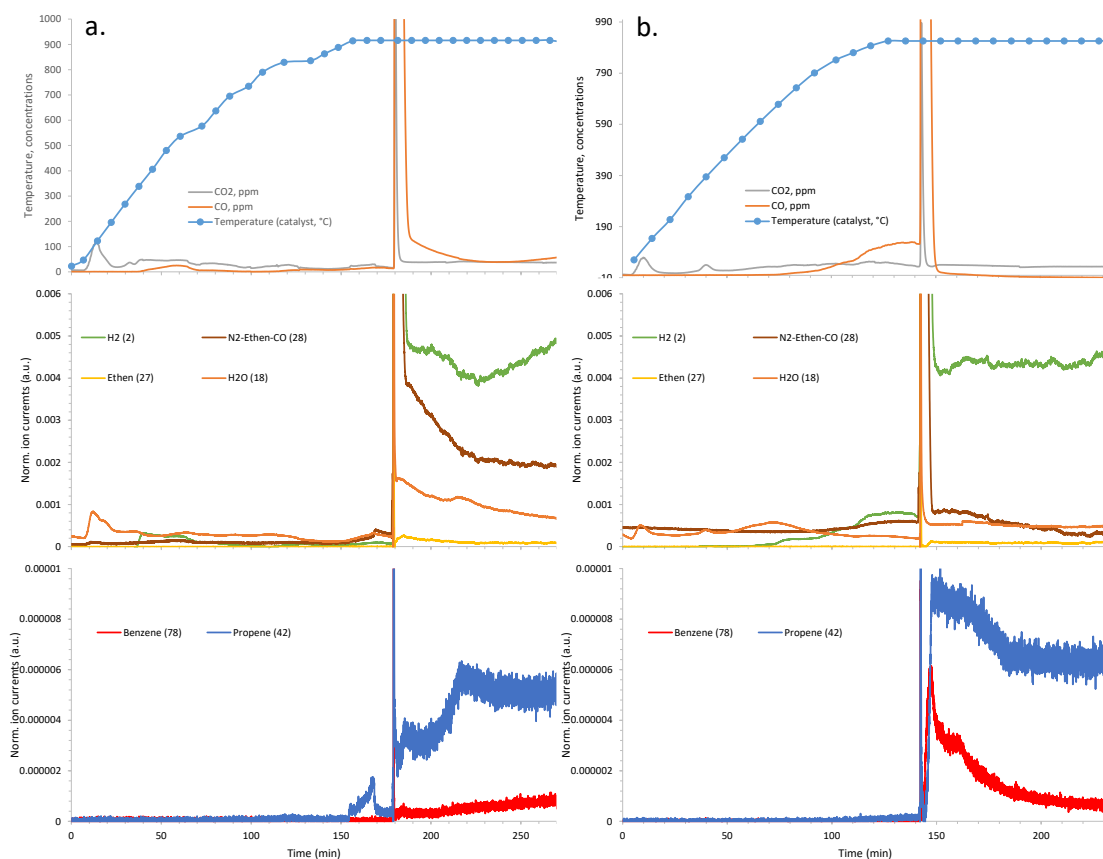 a.
1000
900
800
700
600
500
400
300
200
100
0
Temperature, concentrations
CO2, ppm
CO, ppm
Temperature (catalyst, °C)
b.
990
790
590
490
390
190
-10
Temperature, concentrations
CO2, ppm
CO, ppm
Temperature (catalyst, °C)
0.006
0.005
0.004
0.003
0.002
0.001
0
Norm. ion curremts (a.u.)
H2 (2)
N2-Ethen-CO (28)
Ethen (27)
H2O (18)
0.006
0.005
0.004
0.003
0.002
0.001
0
Norm. ion curremts (a.u.)
H2 (2)
N2-Ethen-CO (28)
Ethen (27)
H2O (18)
0.00001
0.000008
0.000006
0.000004
0.000002
0
Norm. ion curremts (a.u.)
Benzene (78)
Propene (42)
0 50 100 150 200 250
Time (min)
0.00001
0.000008
0.000006
0.000004
0.000002
0
Norm. ion curremts (a.u.)
Benzene (78)
Propene (42)
0 50 100 150 200
Time (min)